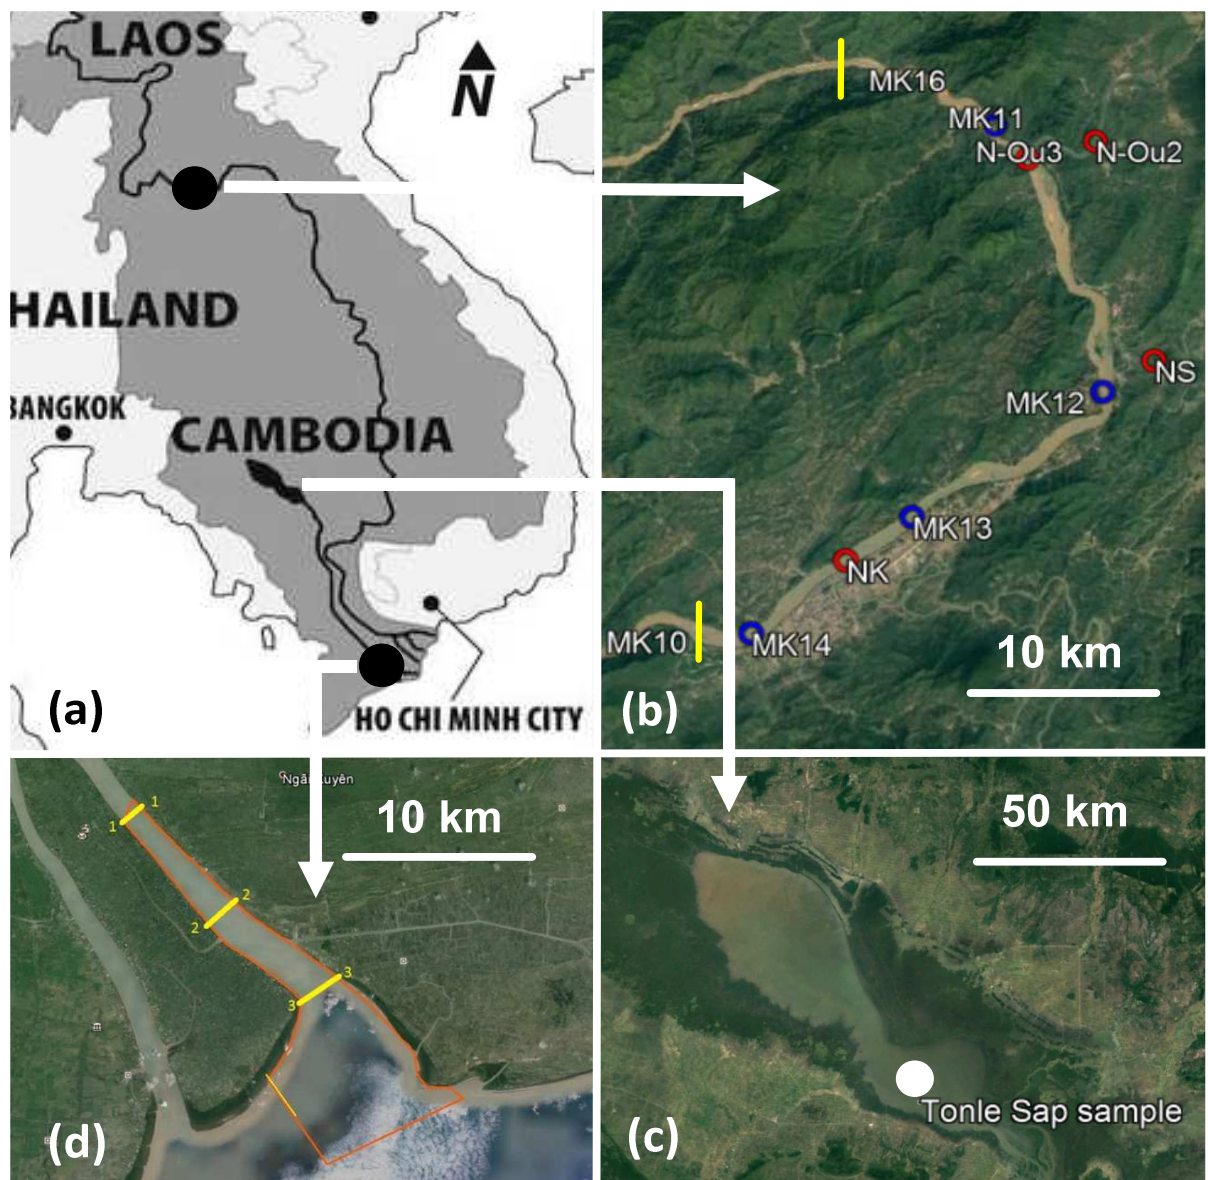 LAOS
N
HAILAND
BANGKOK
CAMBODIA
HO CHI MINH CITY
(a)
MK16
MK11
N-Ou3
N-Ou2
NS
MK12
MK13
NK
MK10
MK14
10 km
(b)
1
1
2
2
3
3
10 km
(d)
50 km
Tonle Sap sample
(c)